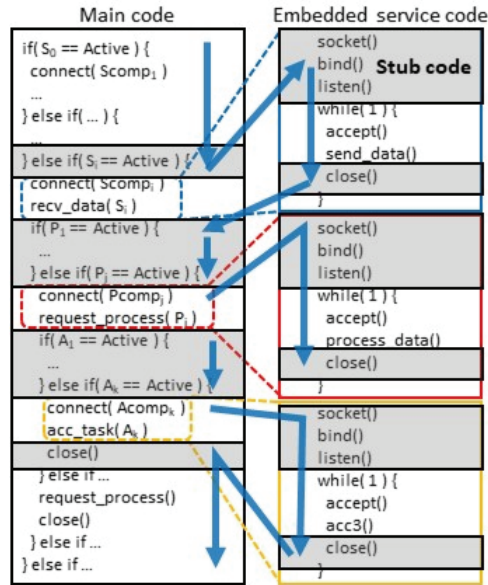 Main code
if( S₀ == Active ) {
connect( Scomp₁ )
...
} else if( ... ) {
...
} else if( Sᵢ == Active ) {
connect( Scompᵢ )
recv_data( Sᵢ )
if( P₁ == Active ) {
...
} else if( Pⱼ == Active ) {
connect( Pcompⱼ )
request_process( Pⱼ )
if( A₁ == Active ) {
...
} else if( Aₖ == Active ) {
connect( Acompₖ )
acc_task( Aₖ )
close()
} else if ...
request_process()
close()
} else if ...
} else if ...
Embedded service code
socket()
bind() Stub code
listen()
while( 1 ) {
accept()
send_data()
close()
}
socket()
bind()
listen()
while( 1 ) {
accept()
process_data()
close()
}
socket()
bind()
listen()
while( 1 ) {
accept()
acc3()
close()
}